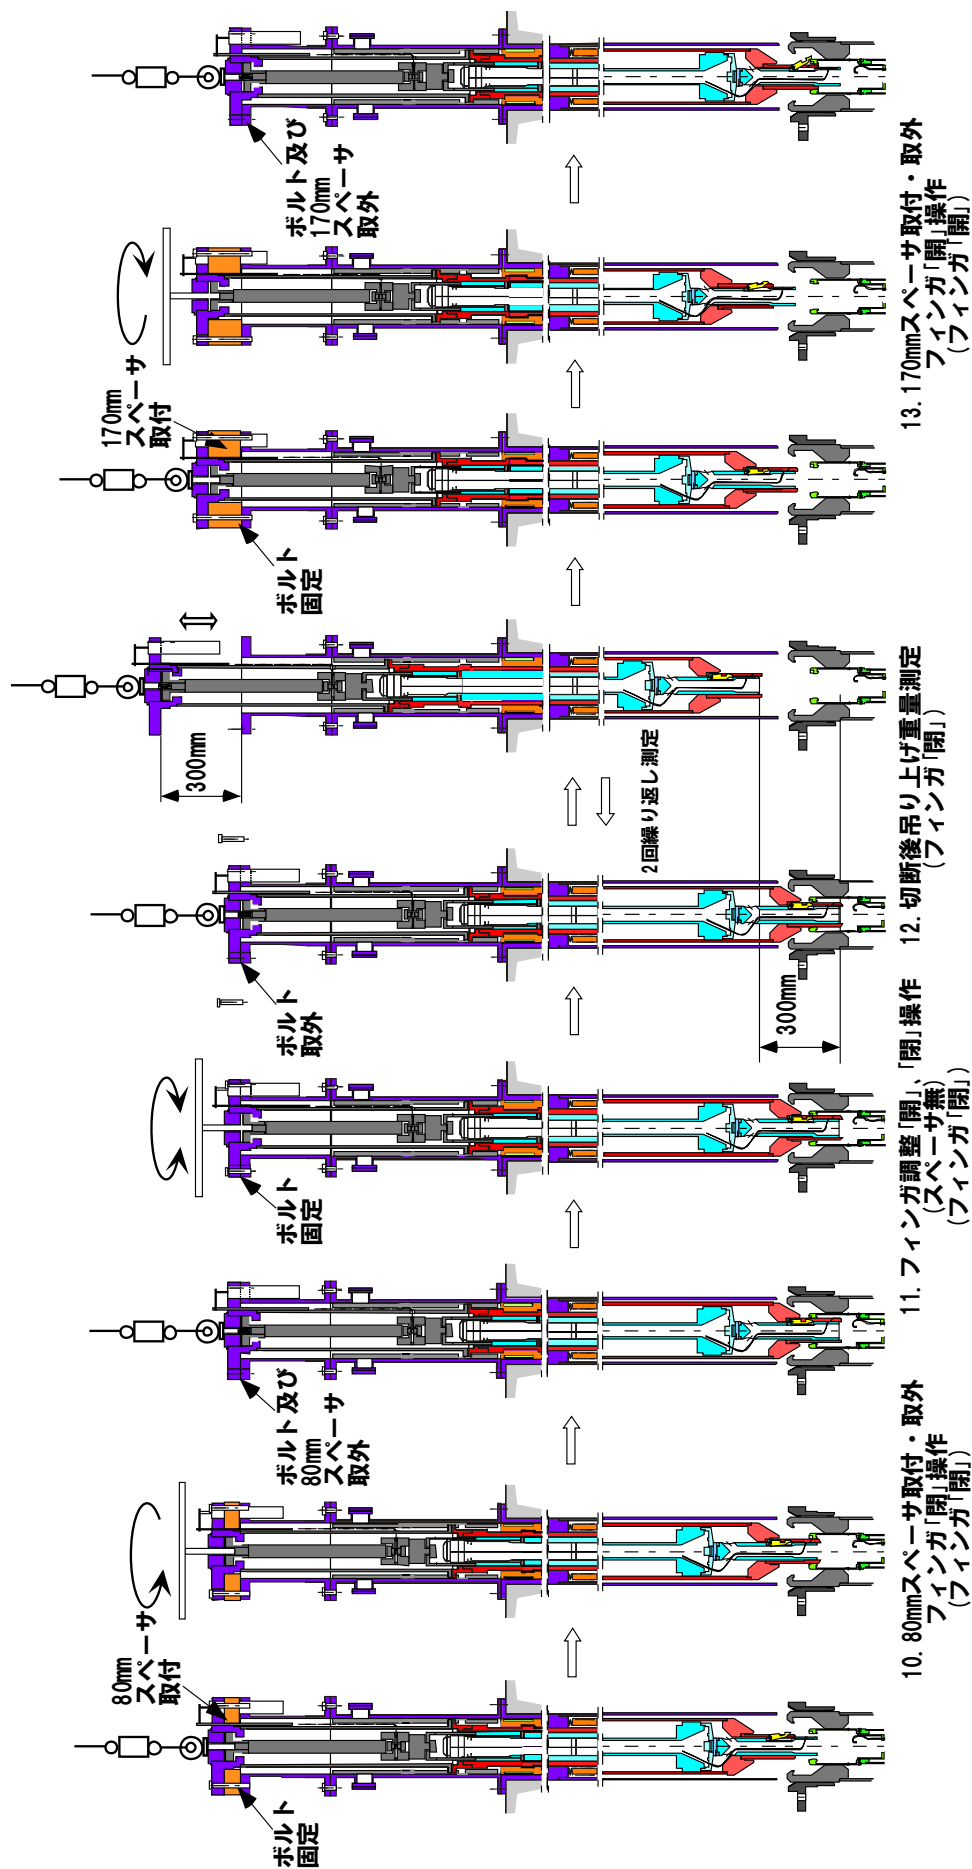 80mm
スペーサ
取付
ボルト
固定
ボルト及び
80mm
スペーサ
取外
10. 80mmスペーサ取付・取外
フィンガ「閉」操作
(フィンガ「閉」)
ボルト
固定
11. フィンガ調整「開」、「閉」操作
(スペーサ無)
(フィンガ「閉」)
ボルト
取外
300mm
300mm
2回繰り返し測定
12. 切断後吊り上げ重量測定
(フィンガ「閉」)
170mm
スペーサ
取付
ボルト
固定
ボルト及び
170mm
スペーサ
取外
13. 170mmスペーサ取付・取外
フィンガ「開」操作
(フィンガ「開」)